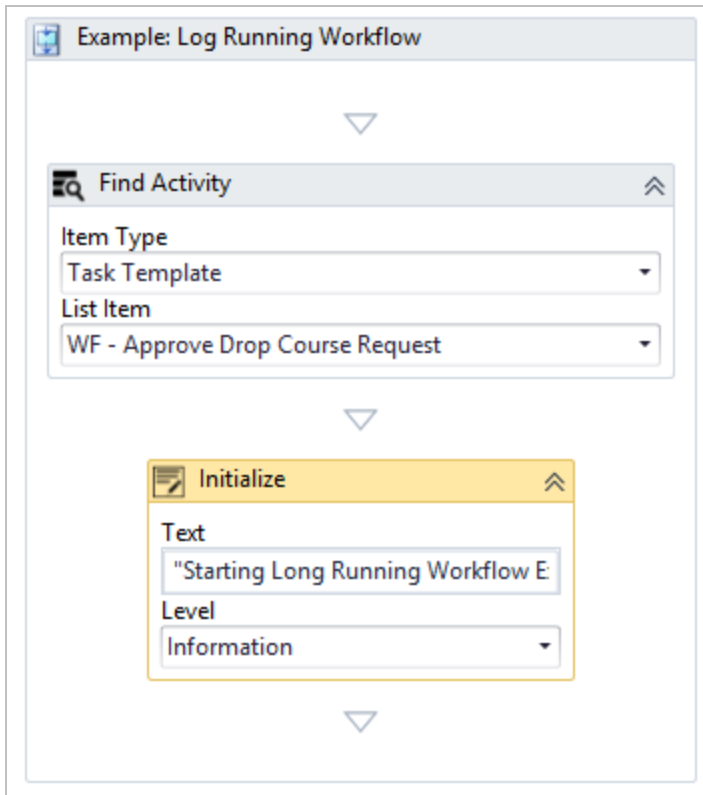 Example: Log Running Workflow
Find Activity
Item Type
Task Template
List Item
WF - Approve Drop Course Request
Initialize
Text
"Starting Long Running Workflow
Level
Information